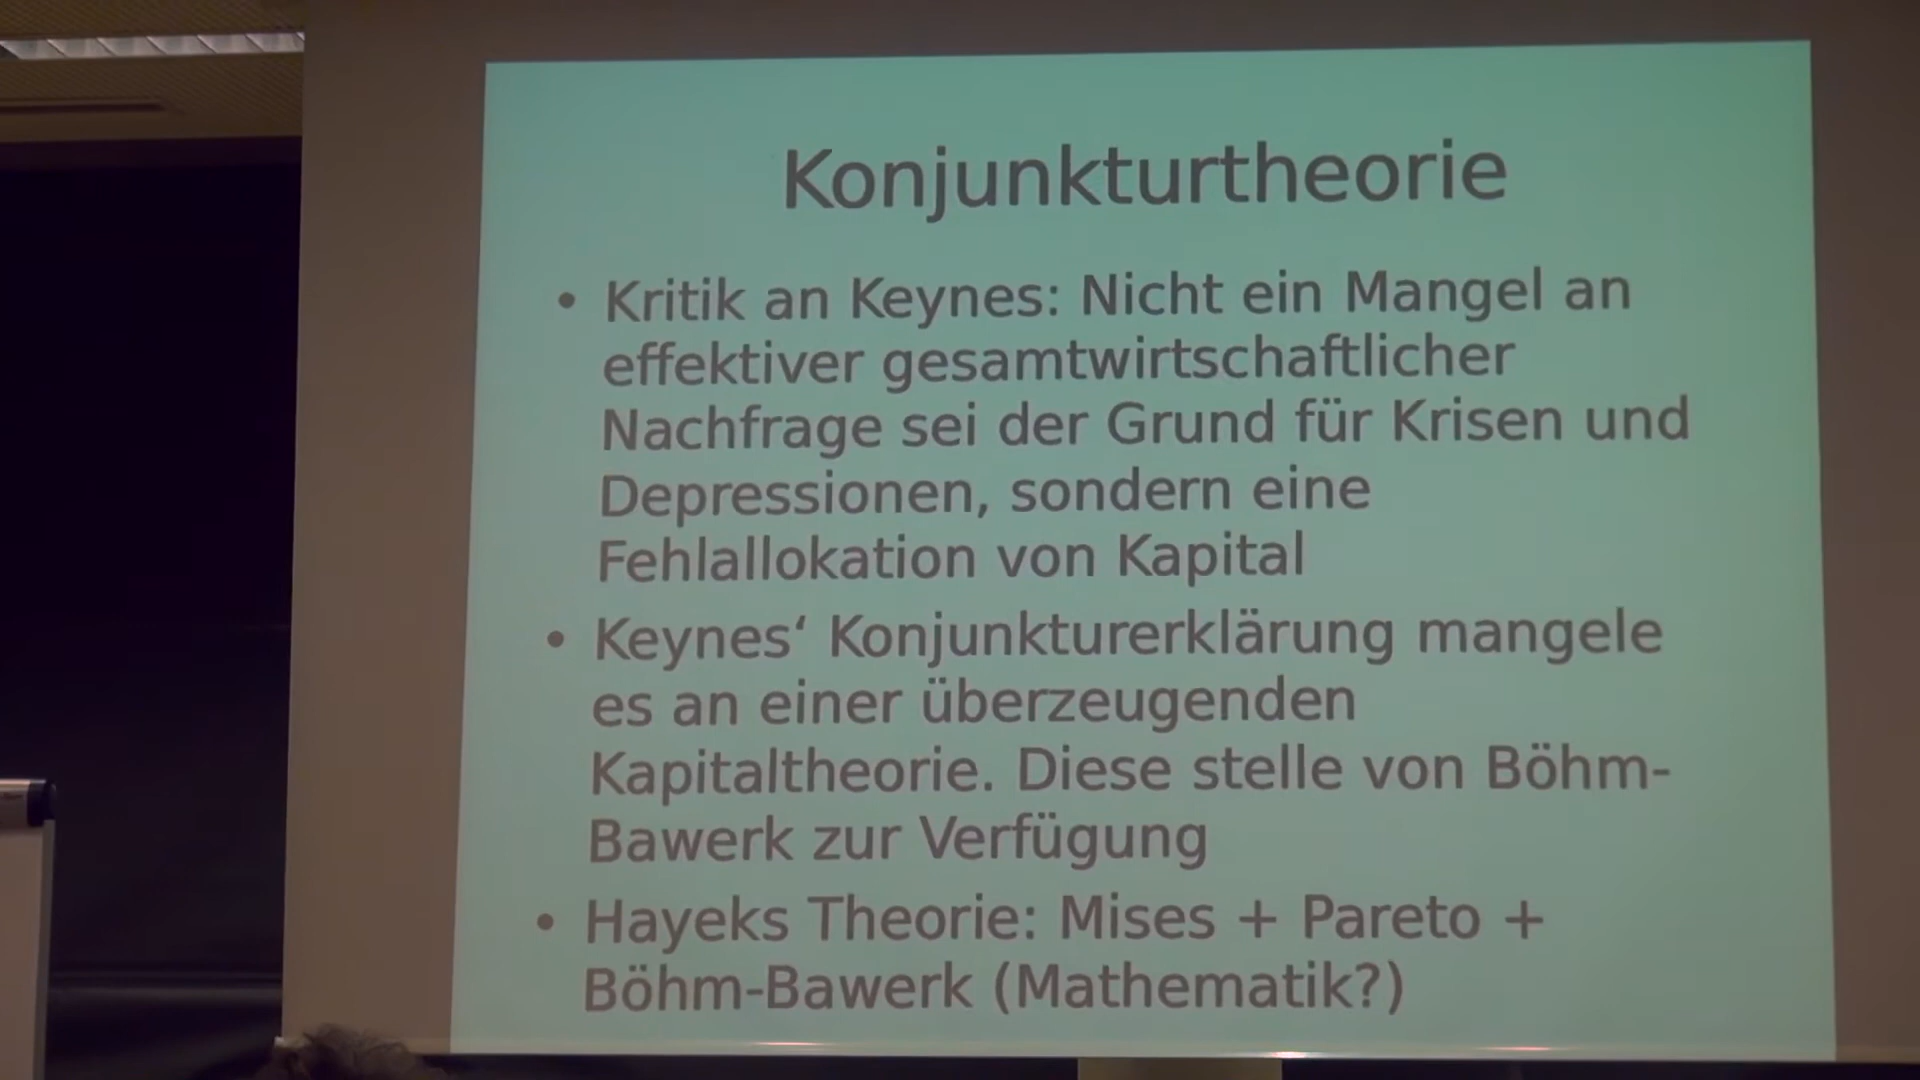 Konjunkturtheorie
• Kritik an Keynes: Nicht ein Mangel an
effektiver gesamtwirtschaftlicher
Nachfrage sei der Grund für Krisen und
Depressionen, sondern eine
Fehlallokation von Kapital
• Keynes‘ Konjunkturerklärung mangele
es an einer überzeugenden
Kapitaltheorie. Diese stelle von Böhm-
Bawerk zur Verfügung
• Hayeks Theorie: Mises + Pareto +
Böhm-Bawerk (Mathematik?)